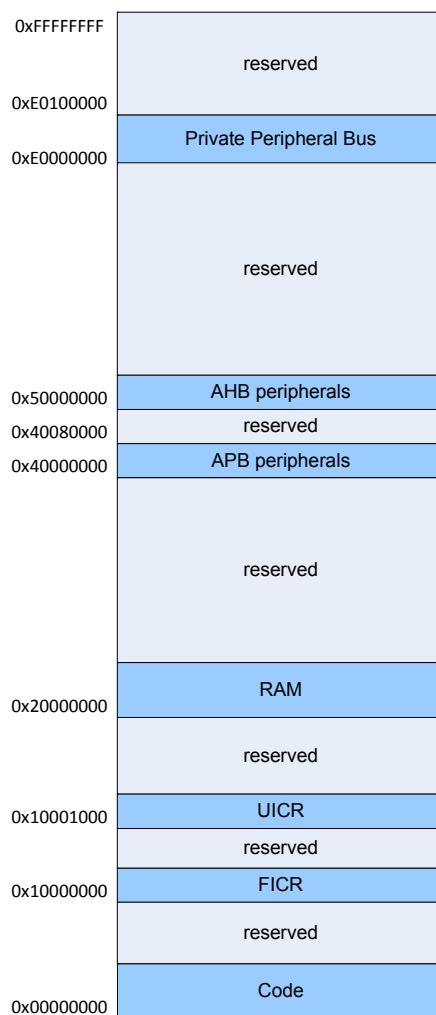 0xFFFFFFFF
reserved
0xE0100000
Private Peripheral Bus
0xE0000000
reserved
AHB peripherals
0x50000000
reserved
0x40080000
APB peripherals
0x40000000
reserved
RAM
0x20000000
reserved
UICR
0x10001000
reserved
FICR
0x10000000
reserved
Code
0x00000000